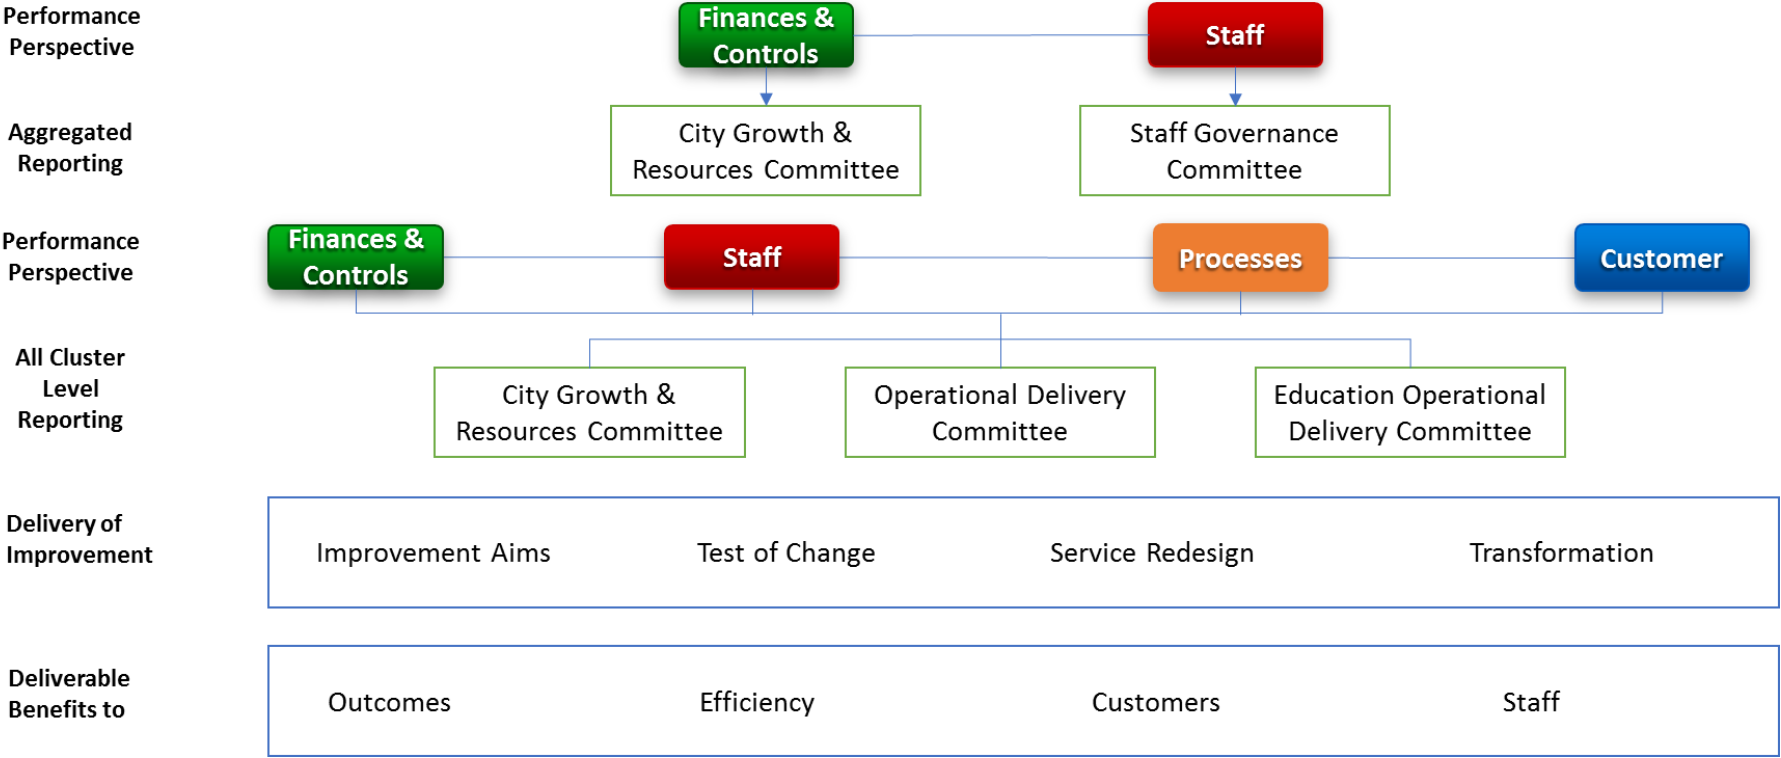 Performance
Perspective
Finances &
Controls
Staff
Aggregated
Reporting
City Growth &
Resources Committee
Staff Governance
Committee
Performance
Perspective
Finances &
Controls
Staff
Processes
Customer
All Cluster
Level
Reporting
City Growth &
Resources Committee
Operational Delivery
Committee
Education Operational
Delivery Committee
Delivery of
Improvement
Improvement Aims
Test of Change
Service Redesign
Transformation
Deliverable
Benefits to
Outcomes
Efficiency
Customers
Staff